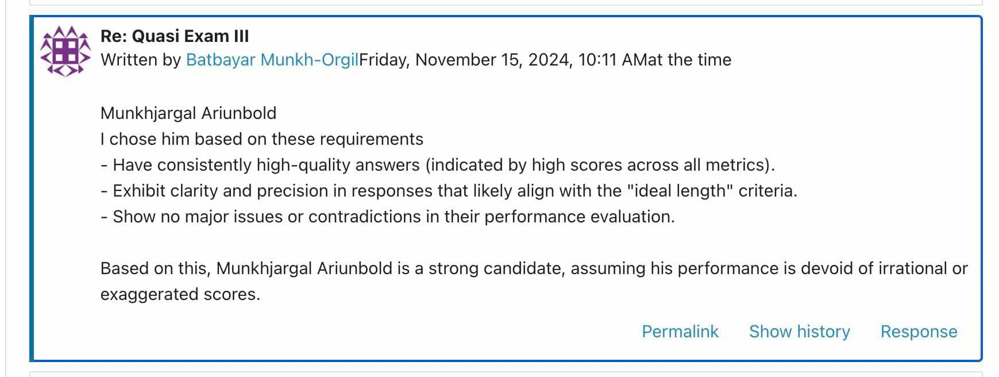 Re: Quasi Exam III
Written by Batbayar Munkh-OrgilFriday, November 15, 2024, 10:11 AMat the time
Munkhjargal Ariunbold
I chose him based on these requirements
- Have consistently high-quality answers (indicated by high scores across all metrics).
- Exhibit clarity and precision in responses that likely align with the "ideal length" criteria.
- Show no major issues or contradictions in their performance evaluation.
Based on this, Munkhjargal Ariunbold is a strong candidate, assuming his performance is devoid of irrational or
exaggerated scores.
Permalink Show history Response